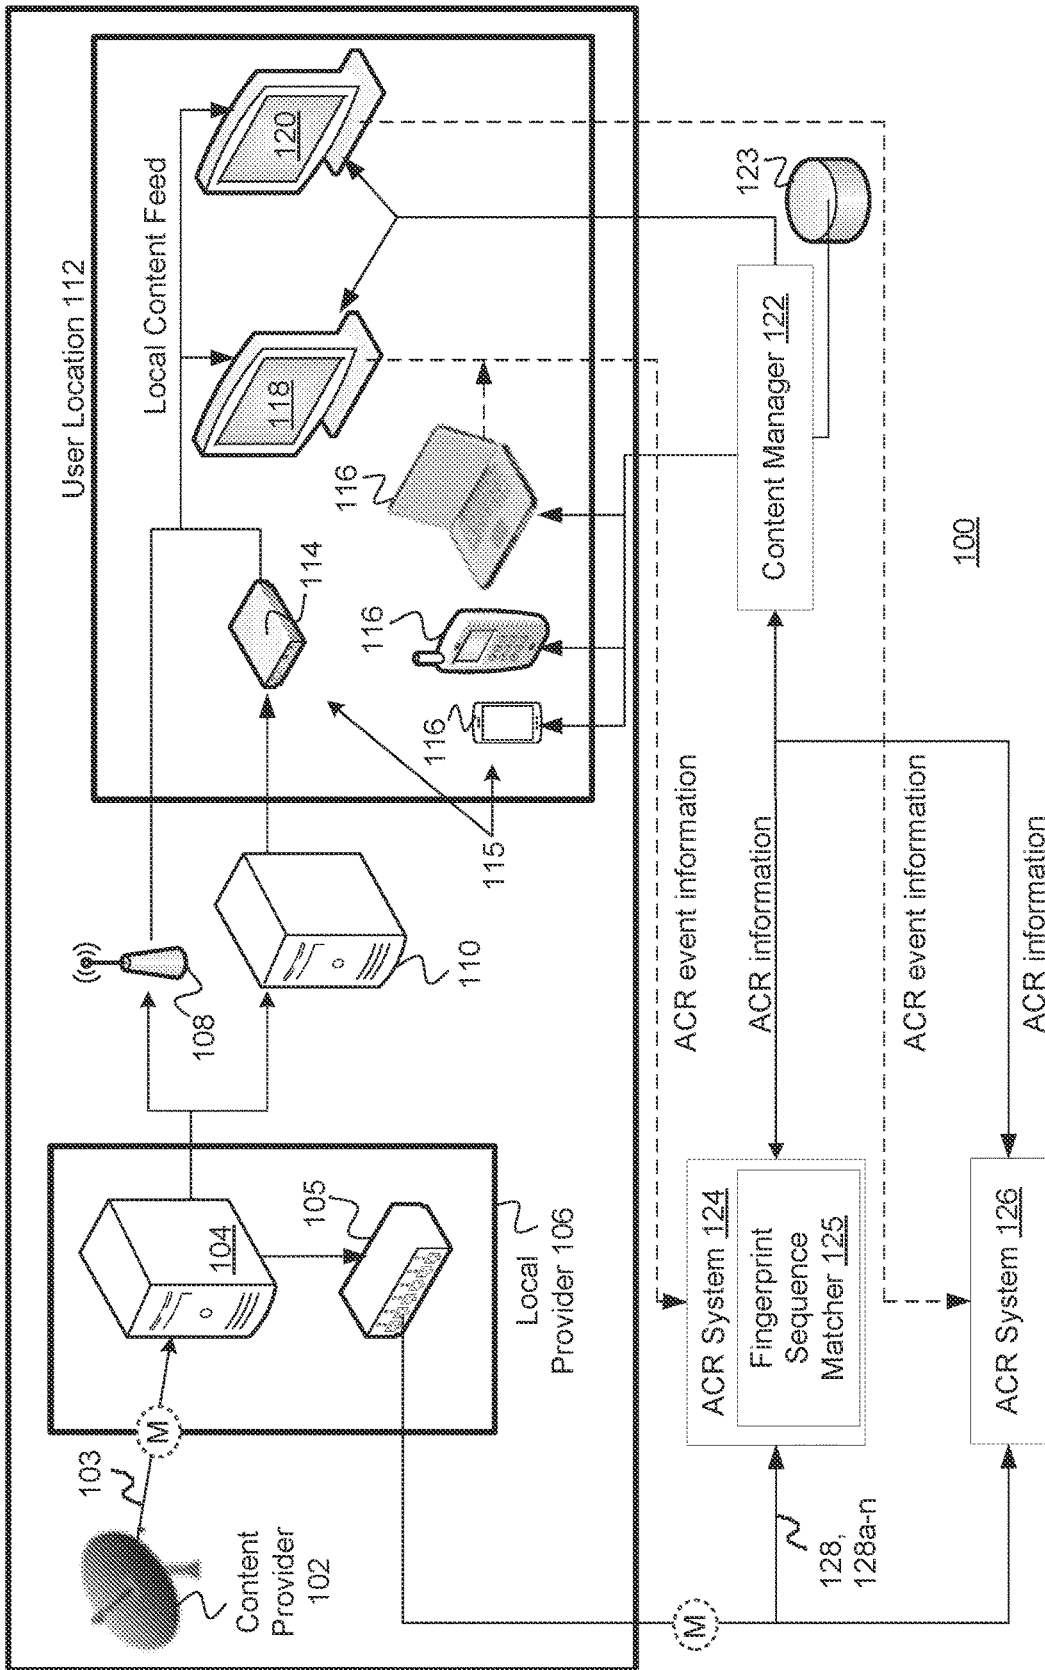 User Location 112
Local Content Feed
120
118
116
116
116
114
115
108
110
104
105
Local
Provider 106
M
103
Content
Provider
102
123
Content Manager 122
100
ACR event information
ACR information
ACR event information
ACR information
ACR System 124
Fingerprint
Sequence
Matcher 125
ACR System 126
128,
128a-n
M